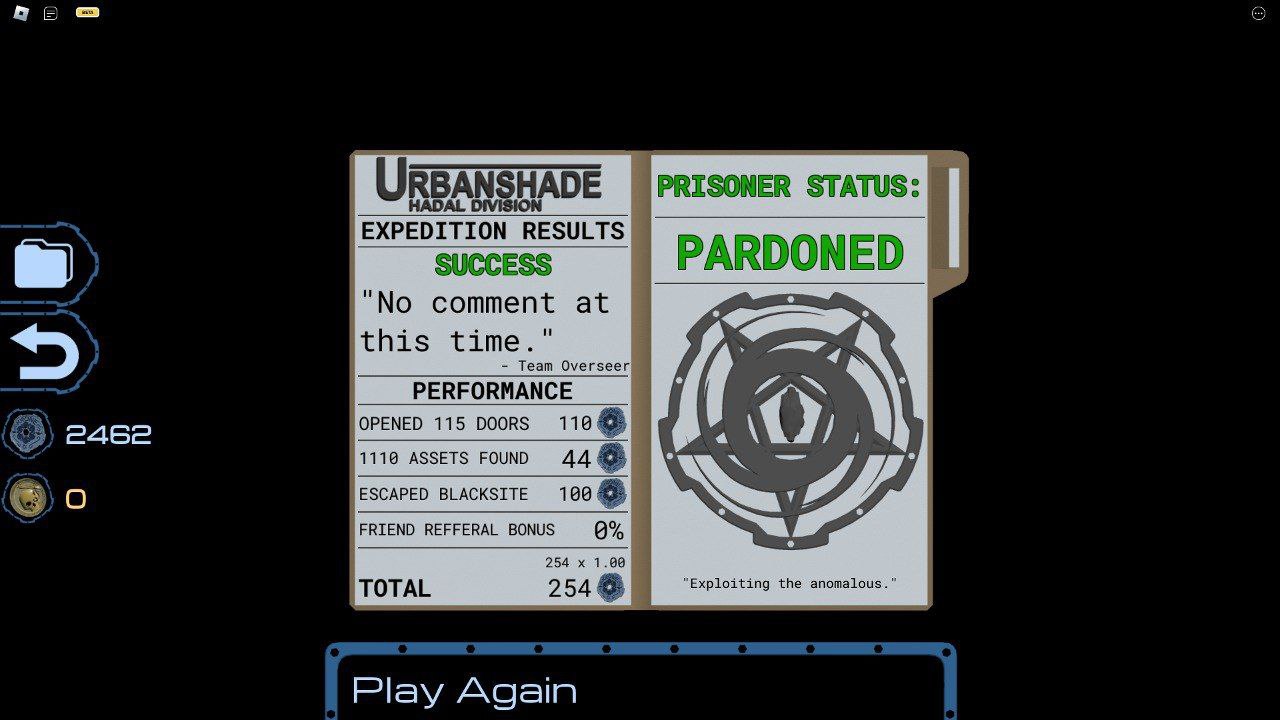 BETA
URBANSHADE
HADAL DIVISION
EXPEDITION RESULTS
SUCCESS
"No comment at
this time."
- Team Overseer
PERFORMANCE
OPENED 115 DOORS 110
1110 ASSETS FOUND 44
ESCAPED BLACKSITE 100
FRIEND REFFERAL BONUS 0%
254 x 1.00
TOTAL 254
PRISONER STATUS:
PARDONED
"Exploiting the anomalous."
2462
0
Play Again